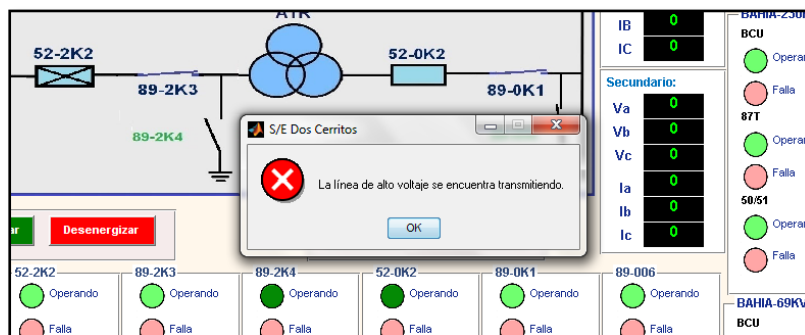 ATR
52-2K2
52-0K2
89-2K3
89-0K1
89-2K4
IB 0
IC 0
Secundario:
Va 0
Vb 0
Vc 0
Ia 0
Ib 0
Ic 0
BAHIA-230
BCU
Operan
Falla
87T
Operan
Falla
50/51
Operan
Falla
S/E Dos Cerritos
La línea de alto voltaje se encuentra transmitiendo.
OK
ar
Desenergizar
52-2K2
Operando
Falla
89-2K3
Operando
Falla
89-2K4
Operando
Falla
52-0K2
Operando
Falla
89-0K1
Operando
Falla
89-006
Operando
Falla
BAHIA-69KV
BCU